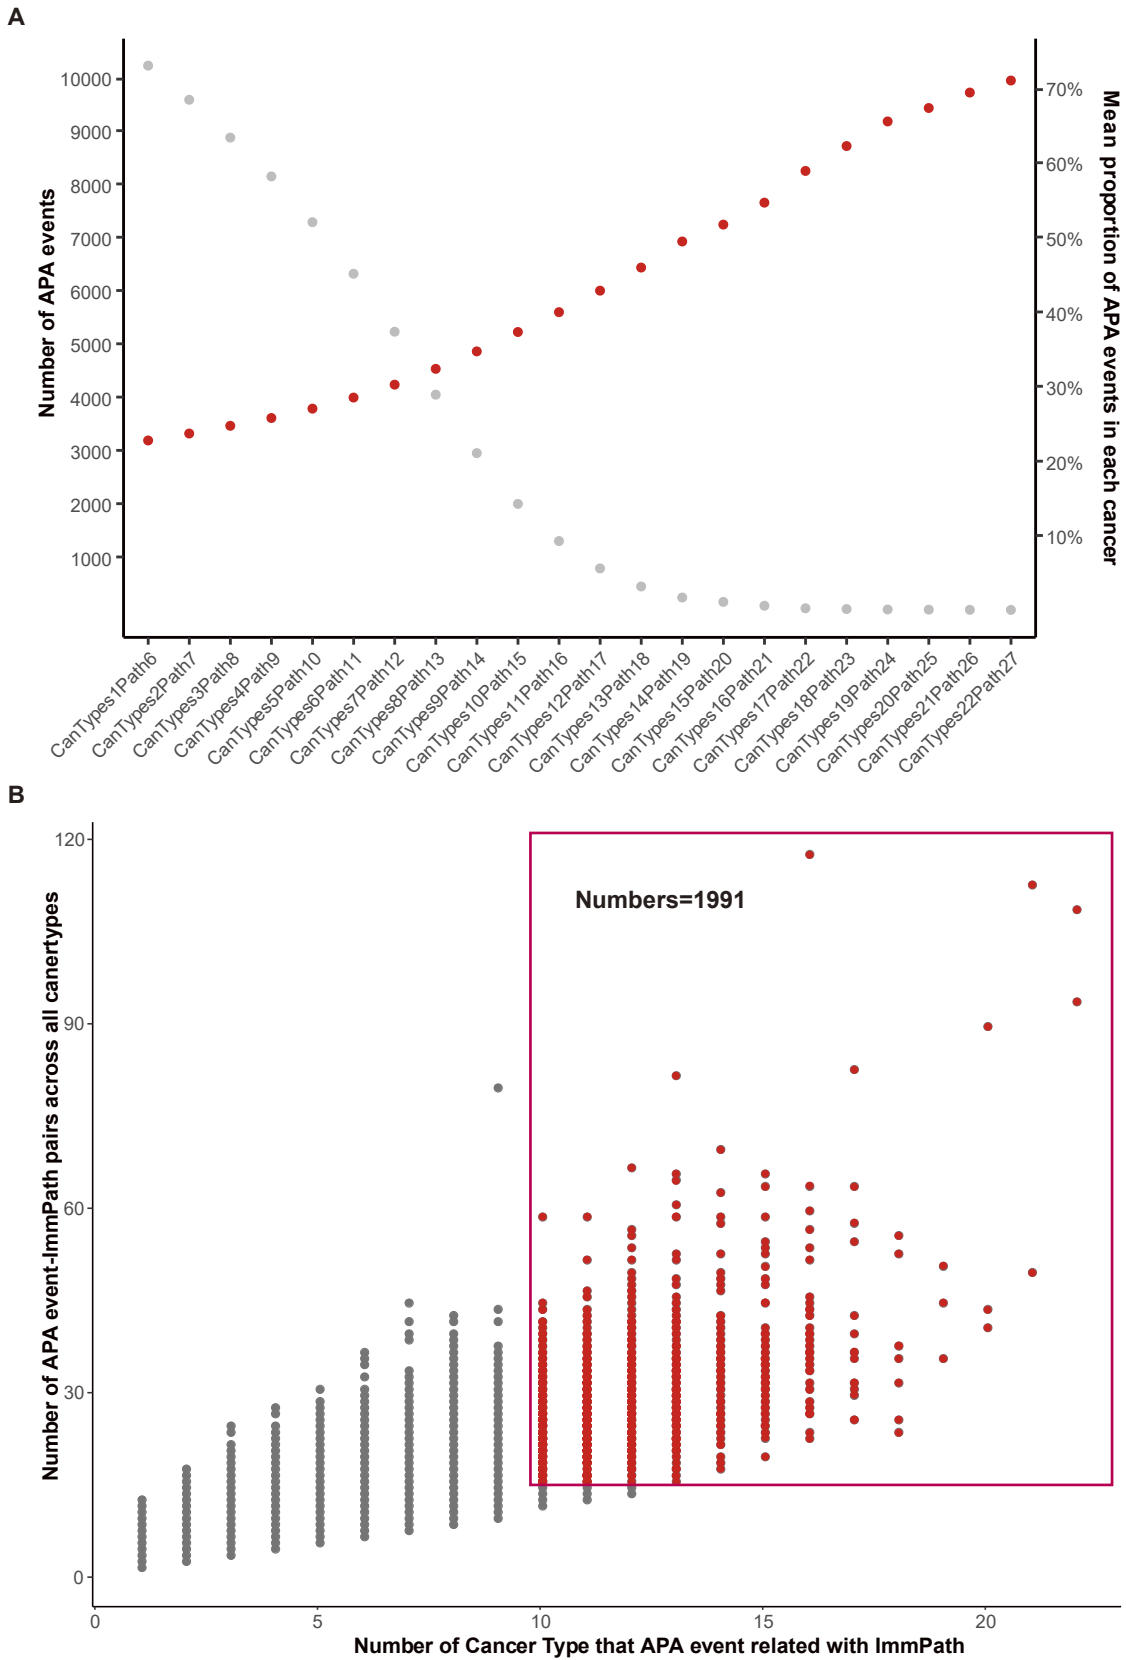 A
Number of APA events
10000
9000
8000
7000
6000
5000
4000
3000
2000
1000
70%
60%
50%
40%
30%
20%
10%
Mean proportion of APA events in each cancer
CanTypes1Path6
CanTypes2Path7
CanTypes3Path8
CanTypes4Path9
CanTypes5Path10
CanTypes6Path11
CanTypes7Path12
CanTypes8Path13
CanTypes9Path14
CanTypes10Path15
CanTypes11Path16
CanTypes12Path17
CanTypes13Path18
CanTypes14Path19
CanTypes15Path20
CanTypes16Path21
CanTypes17Path22
CanTypes18Path23
CanTypes19Path24
CanTypes20Path25
CanTypes21Path26
CanTypes22Path27
B
Number of APA event-ImmPath pairs across all canertypes
120
90
60
30
0
Numbers=1991
0
5
10
15
20
Number of Cancer Type that APA event related with ImmPath